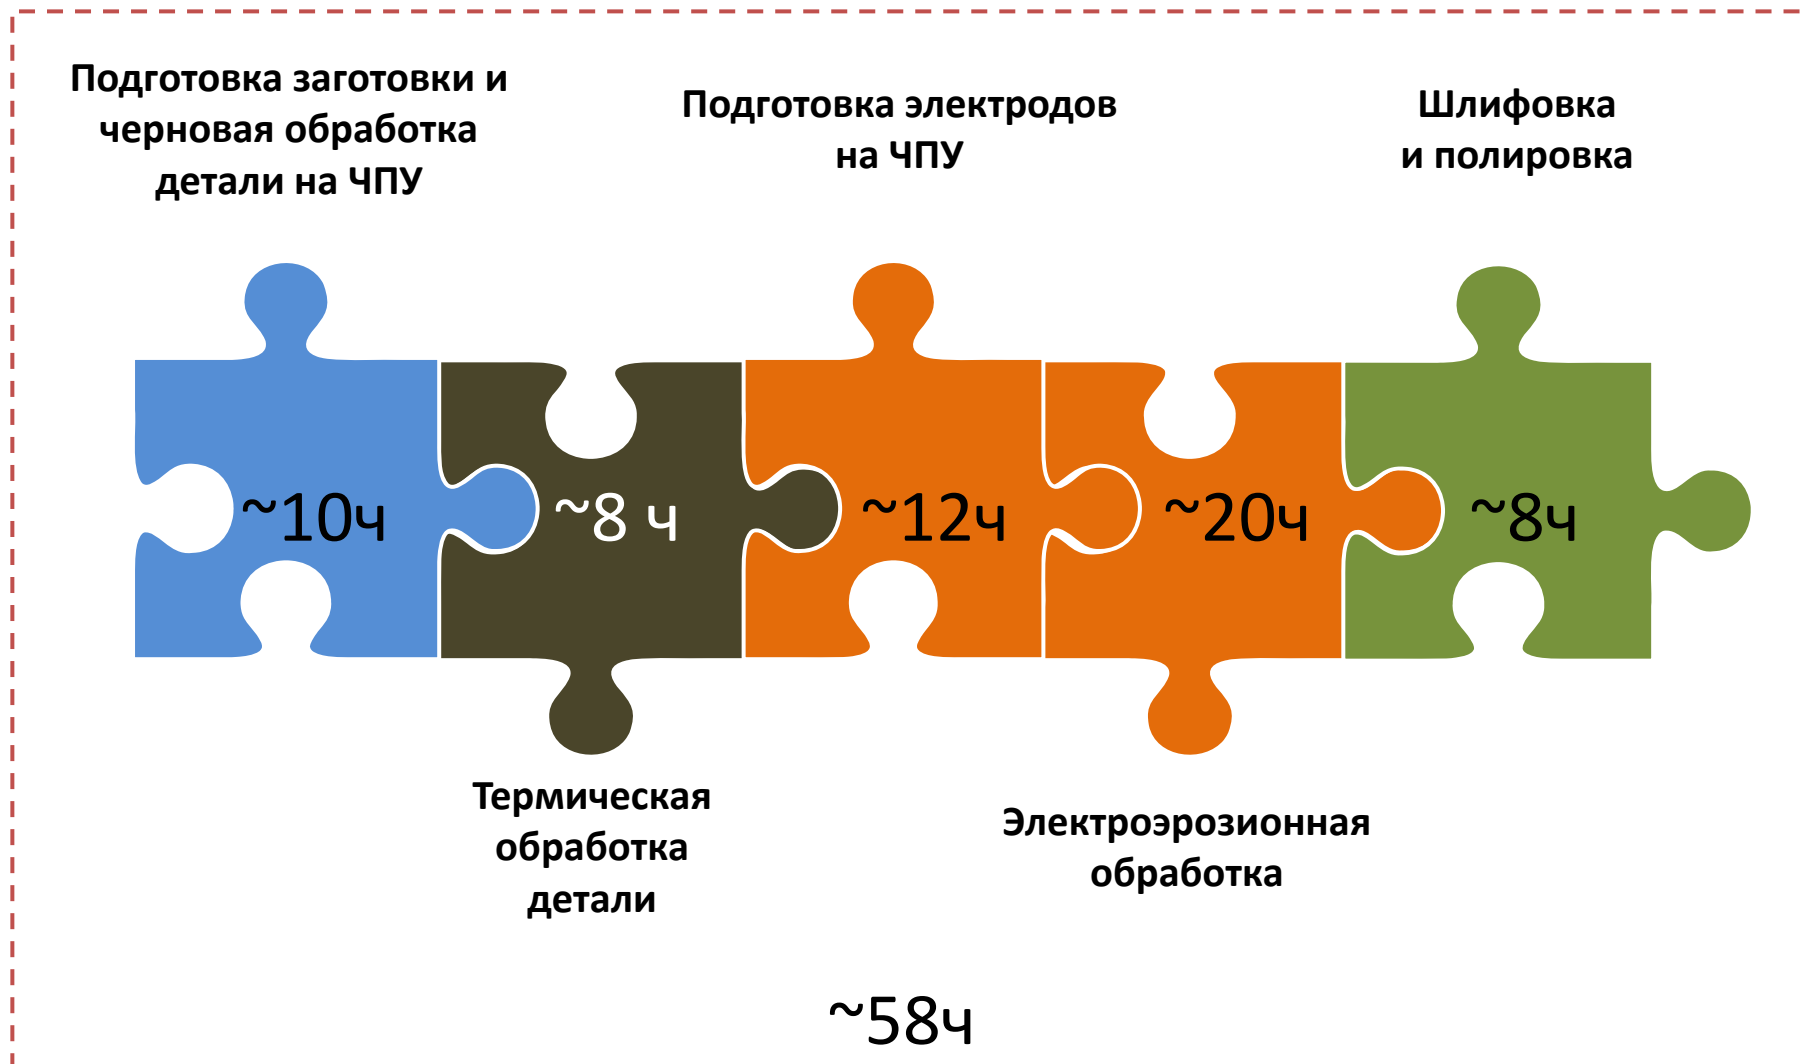 Подготовка заготовки и
черновая обработка
детали на ЧПУ
Подготовка электродов
на ЧПУ
Шлифовка
и полировка
~10ч
~8 ч
~12ч
~20ч
~8ч
Термическая
обработка
детали
Электроэрозионная
обработка
~58ч